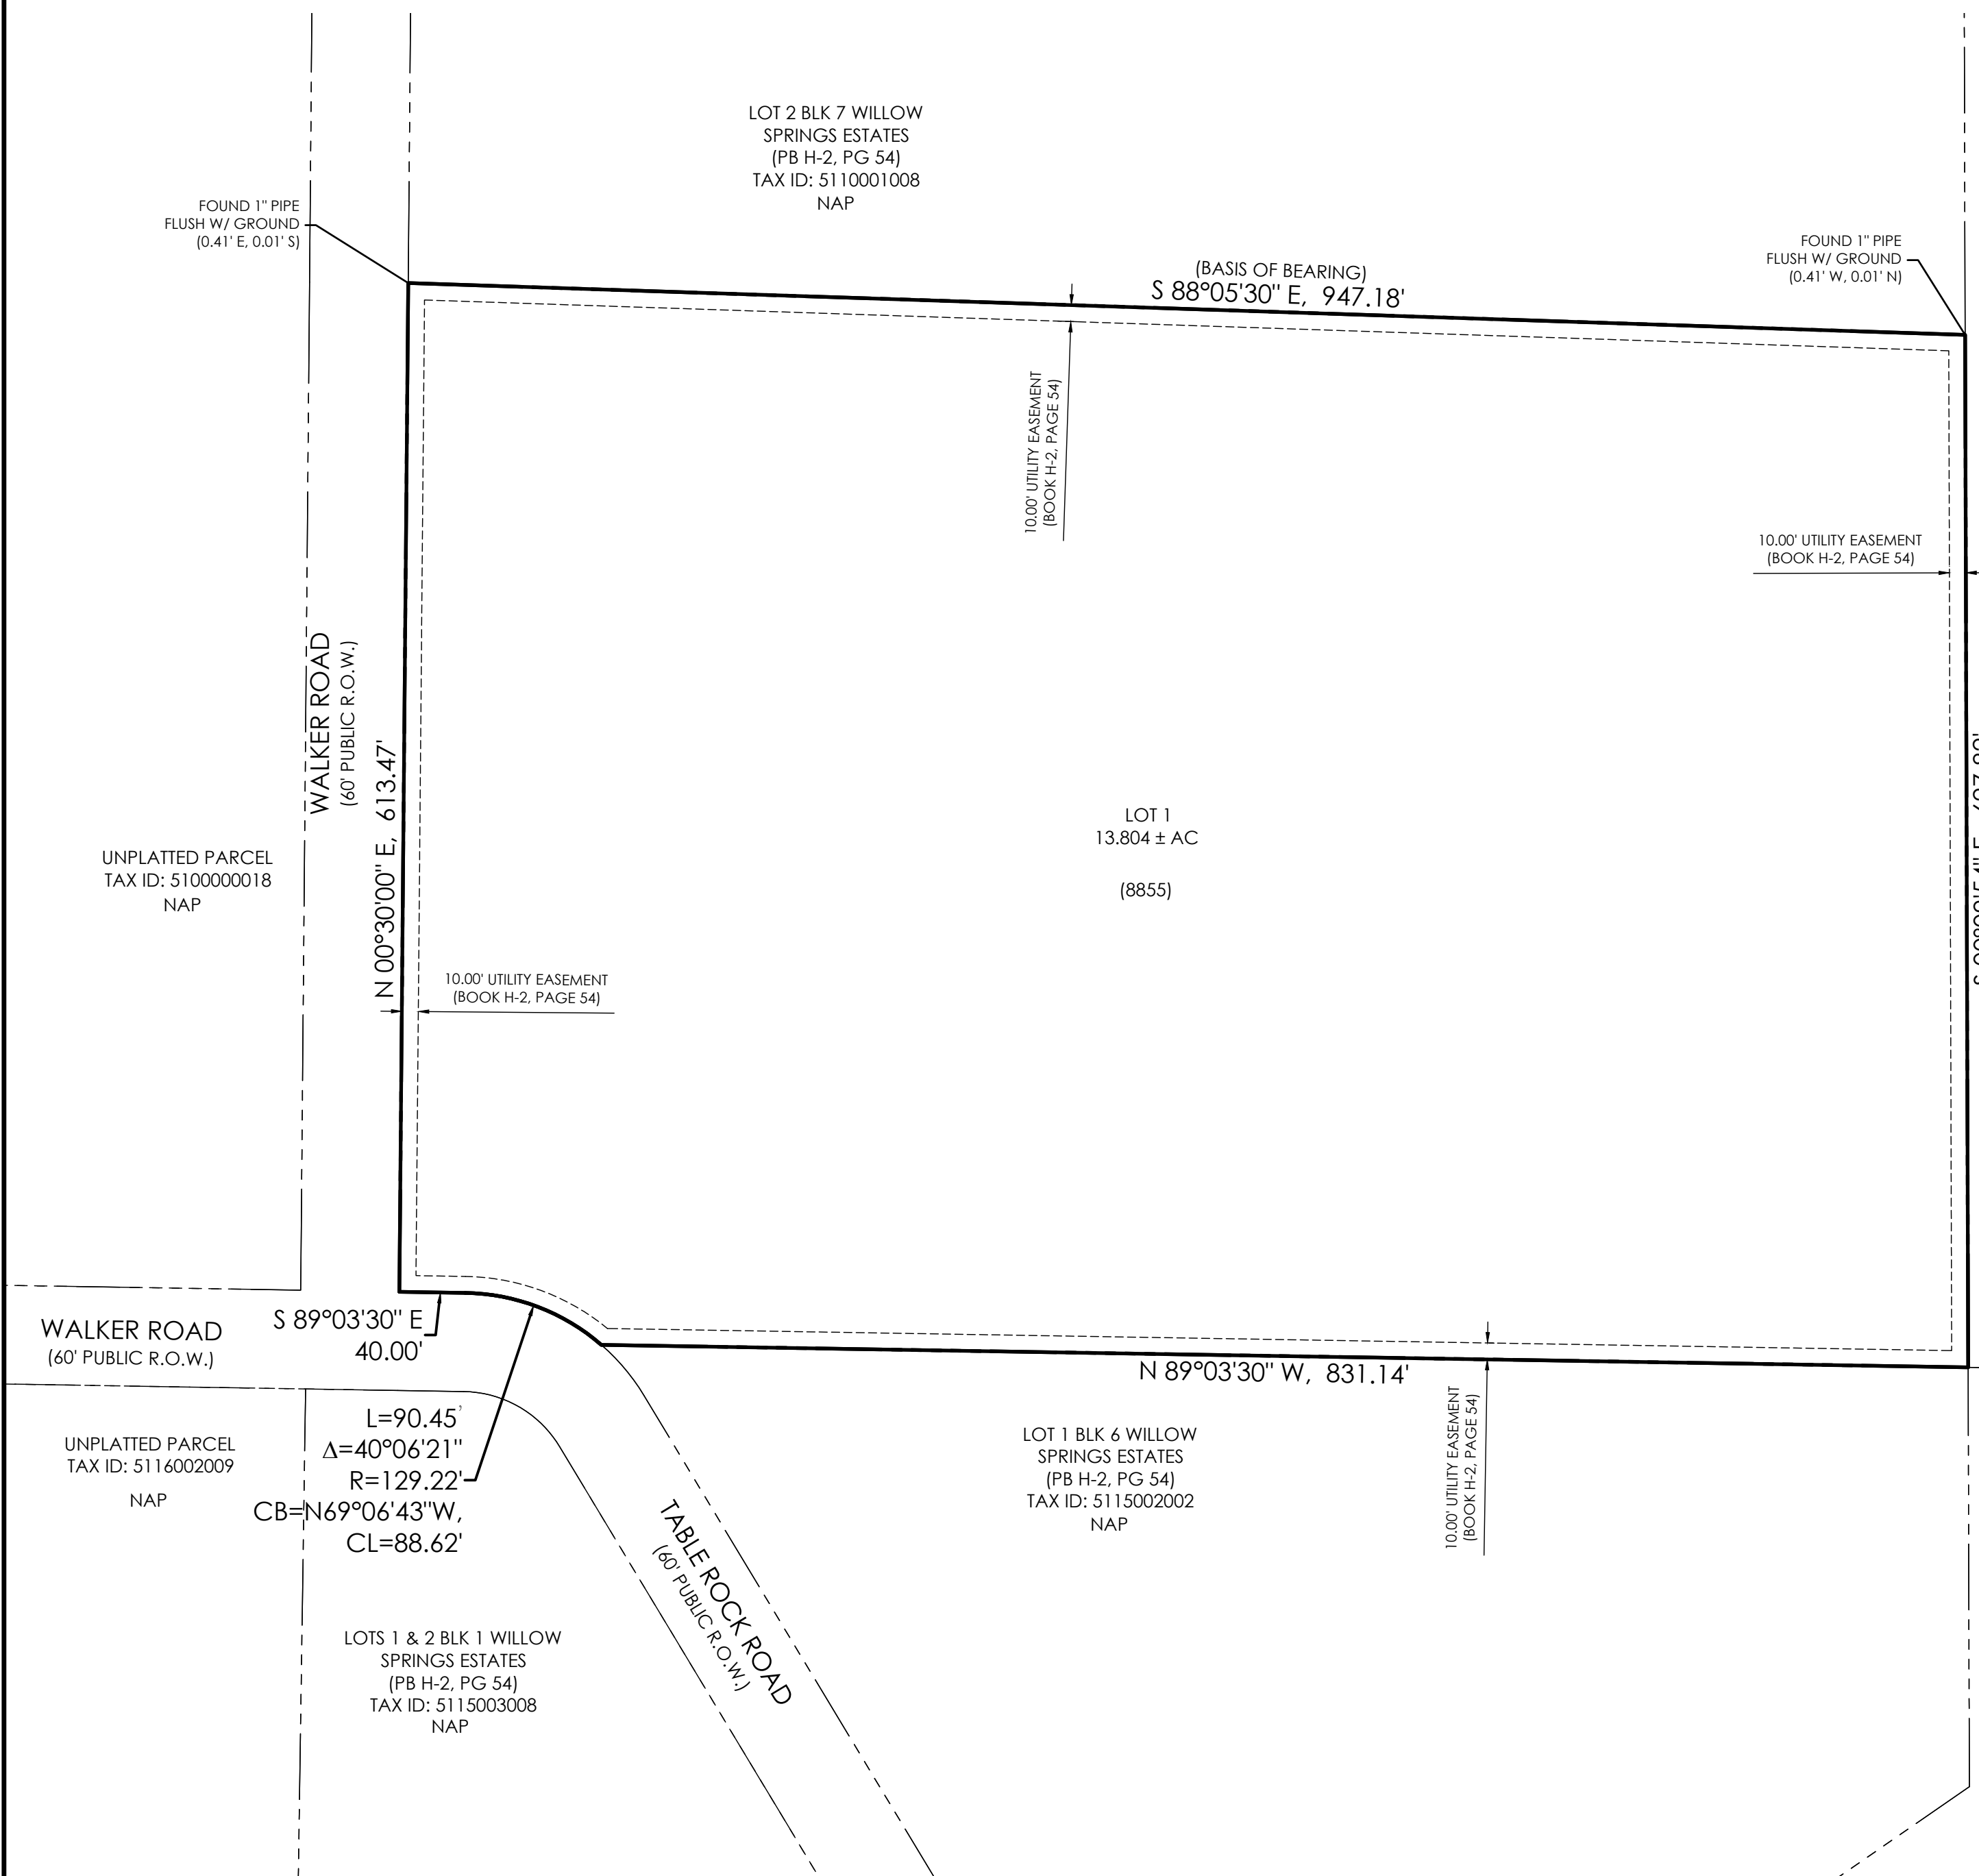 LOT 2 BLK 7 WILLOW
SPRINGS ESTATES
(PB H-2, PG 54)
TAX ID: 5110001008
NAP
FOUND 1" PIPE
FLUSH W/ GROUND
(0.41' E, 0.01' S)
FOUND 1" PIPE
FLUSH W/ GROUND
(0.41' W, 0.01' N)
(BASIS OF BEARING)
S 88°05'30" E, 947.18'
10.00' UTILITY EASEMENT
(BOOK H-2, PAGE 54)
10.00' UTILITY EASEMENT
(BOOK H-2, PAGE 54)
WALKER ROAD
(60' PUBLIC R.O.W.)
N 00°30'00" E, 613.47'
LOT 1
13.804 ± AC
(8855)
UNPLATTED PARCEL
TAX ID: 5100000018
NAP
10.00' UTILITY EASEMENT
(BOOK H-2, PAGE 54)
WALKER ROAD
(60' PUBLIC R.O.W.)
S 89°03'30" E
40.00'
N 89°03'30" W, 831.14'
L=90.45'
Δ=40°06'21"
R=129.22'
CB=N69°06'43"W,
CL=88.62'
UNPLATTED PARCEL
TAX ID: 5116002009
NAP
LOT 1 BLK 6 WILLOW
SPRINGS ESTATES
(PB H-2, PG 54)
TAX ID: 5115002002
NAP
10.00' UTILITY EASEMENT
(BOOK H-2, PAGE 54)
TABLE ROCK ROAD
(60' PUBLIC R.O.W.)
LOTS 1 & 2 BLK 1 WILLOW
SPRINGS ESTATES
(PB H-2, PG 54)
TAX ID: 5115003008
NAP